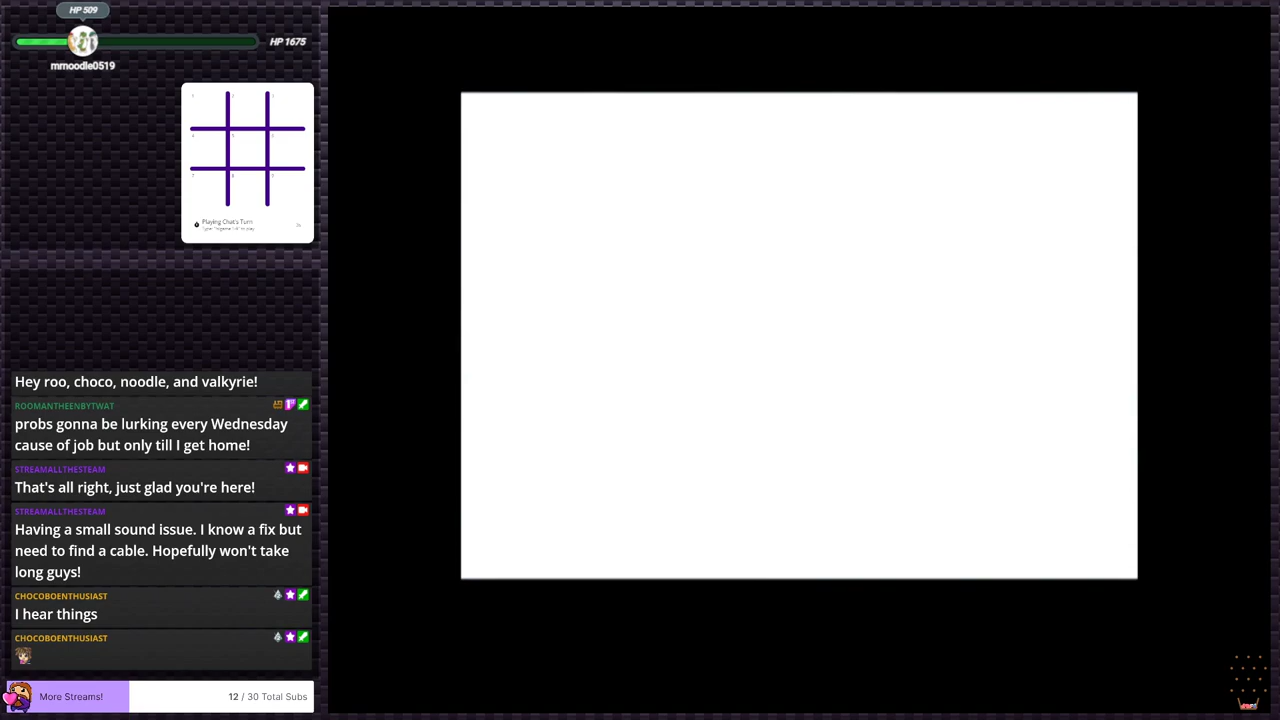 HP 509
HP 1675
mmoodle0519
Playing Chat's Turn
Hey roo, choco, noodle, and valkyrie!
ROOMANTHEENBYTWAT
probs gonna be lurking every Wednesday
cause of job but only till I get home!
STREAMALLTHESTEAM
That's all right, just glad you're here!
STREAMALLTHESTEAM
Having a small sound issue. I know a fix but
need to find a cable. Hopefully won't take
long guys!
CHOCOBOENTHUSIAST
I hear things
CHOCOBOENTHUSIAST
More Streams!
12 / 30 Total Subs